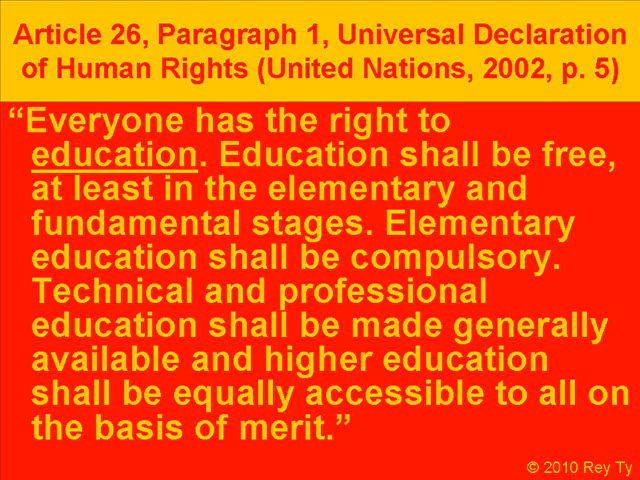 Article 26, Paragraph 1, Universal Declaration
of Human Rights (United Nations, 2002, p. 5)
“Everyone has the right to
education. Education shall be free,
at least in the elementary and
fundamental stages. Elementary
education shall be compulsory.
Technical and professional
education shall be made generally
available and higher education
shall be equally accessible to all on
the basis of merit.”
© 2010 Rey Ty